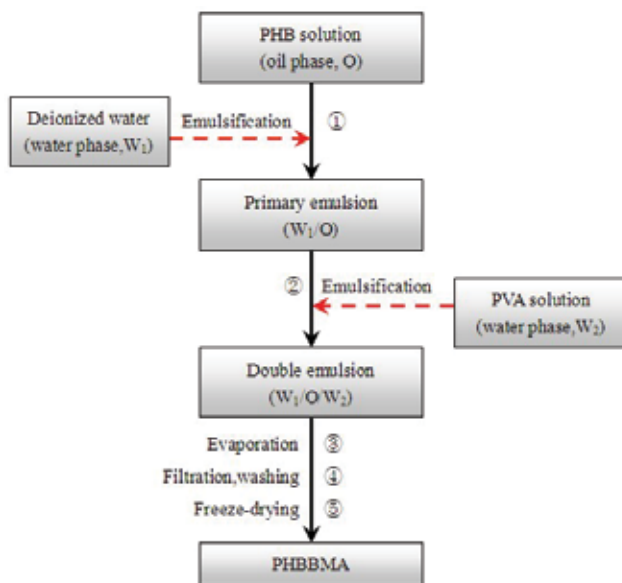 PHB solution
(oil phase, O)
Deionized water
(water phase,W₁)
Emulsification
①
Primary emulsion
(W₁/O)
②
Emulsification
PVA solution
(water phase,W₂)
Double emulsion
(W₁/O/W₂)
Evaporation ③
Filtration,washing ④
Freeze-drying ⑤
PHBBMA